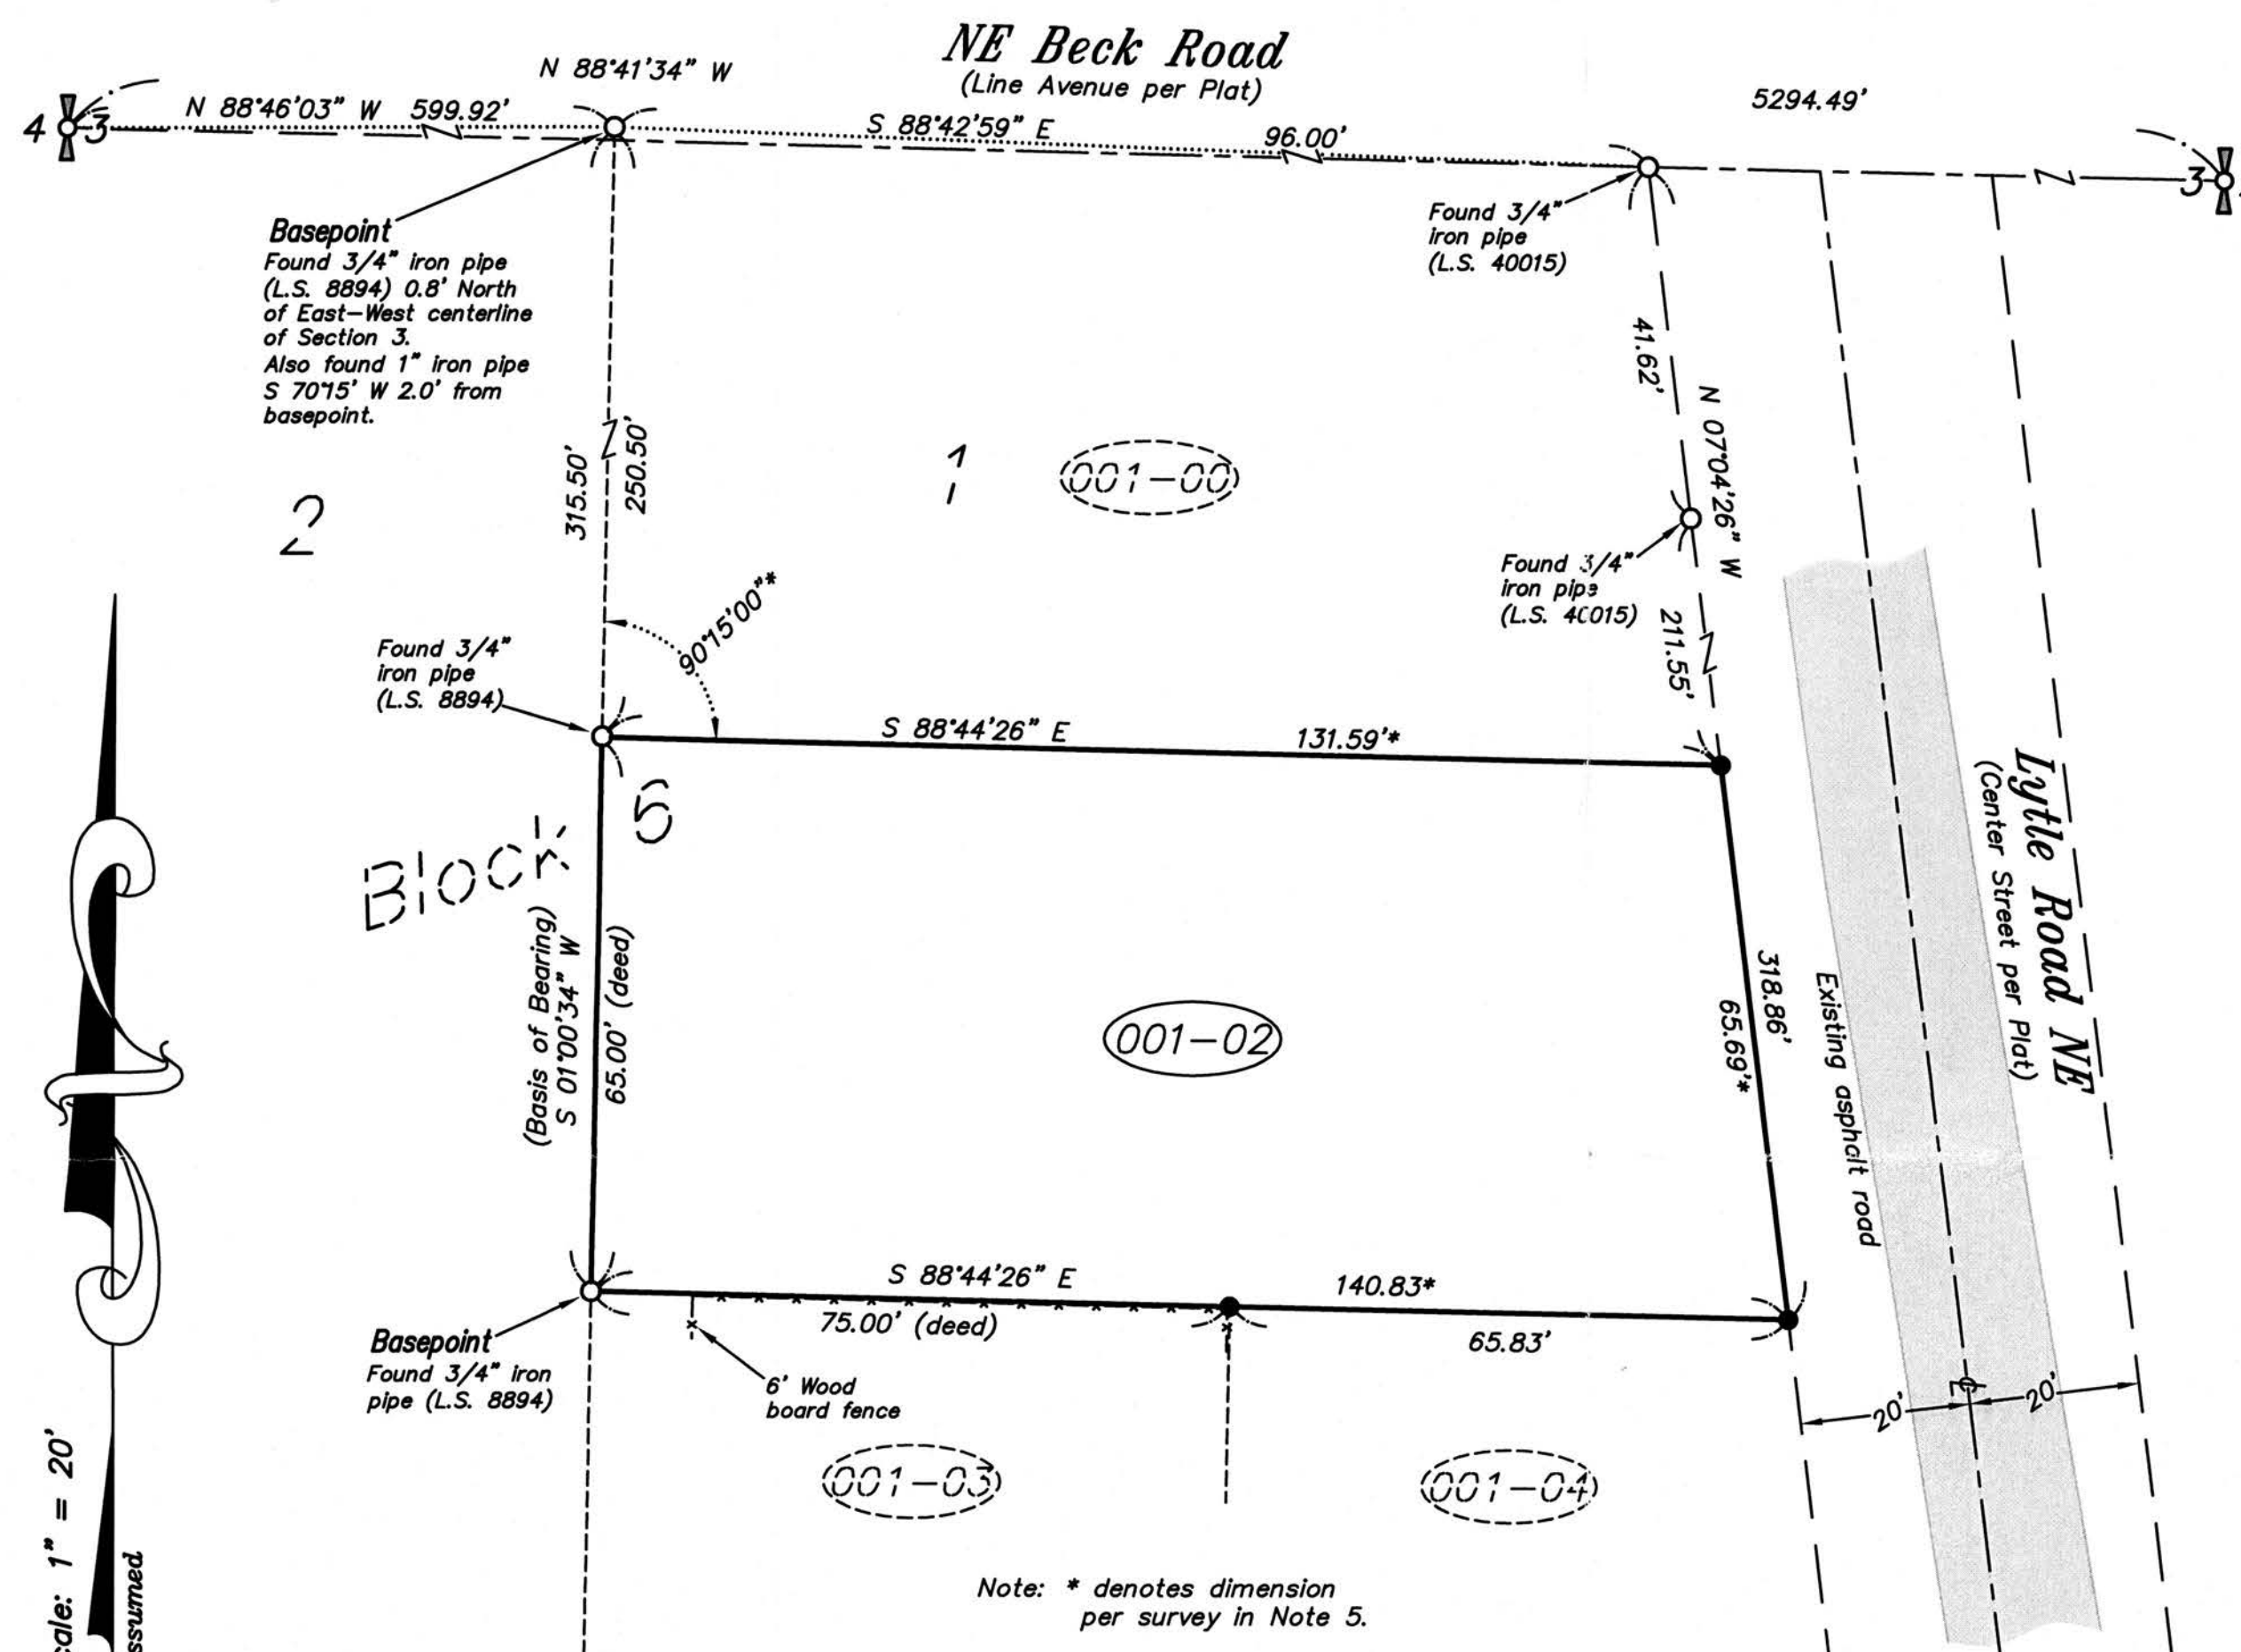 NE Beck Road
(Line Avenue per Plat)
N 88°41'34" W
5294.49'
4
3
N 88°46'03" W 599.92'
S 88°42'59" E 96.00'
3
Basepoint
Found 3/4" iron pipe
(L.S. 8894) 0.8' North
of East-West centerline
of Section 3.
Also found 1" iron pipe
S 70°15' W 2.0' from
basepoint.
Found 3/4"
iron pipe
(L.S. 40015)
41.62'
N 07°04'26" W
315.50'
250.50'
1
001-00
2
Found 3/4"
iron pipe
(L.S. 40015)
211.55'
90°15'00"*
Found 3/4"
iron pipe
(L.S. 8894)
S 88°44'26" E 131.59'*
Block 5
(Basis of Bearing)
S 01°00'34" W
65.00' (deed)
001-02
318.86'
65.69'*
Existing asphalt road
Lytle Road NE
(Center Street per Plat)
S 88°44'26" E 140.83*
75.00' (deed)
65.83'
Basepoint
Found 3/4" iron
pipe (L.S. 8894)
6' Wood
board fence
20'
20'
001-03
001-04
Note: * denotes dimension
per survey in Note 5.
cale: 1" = 20'
ssumed